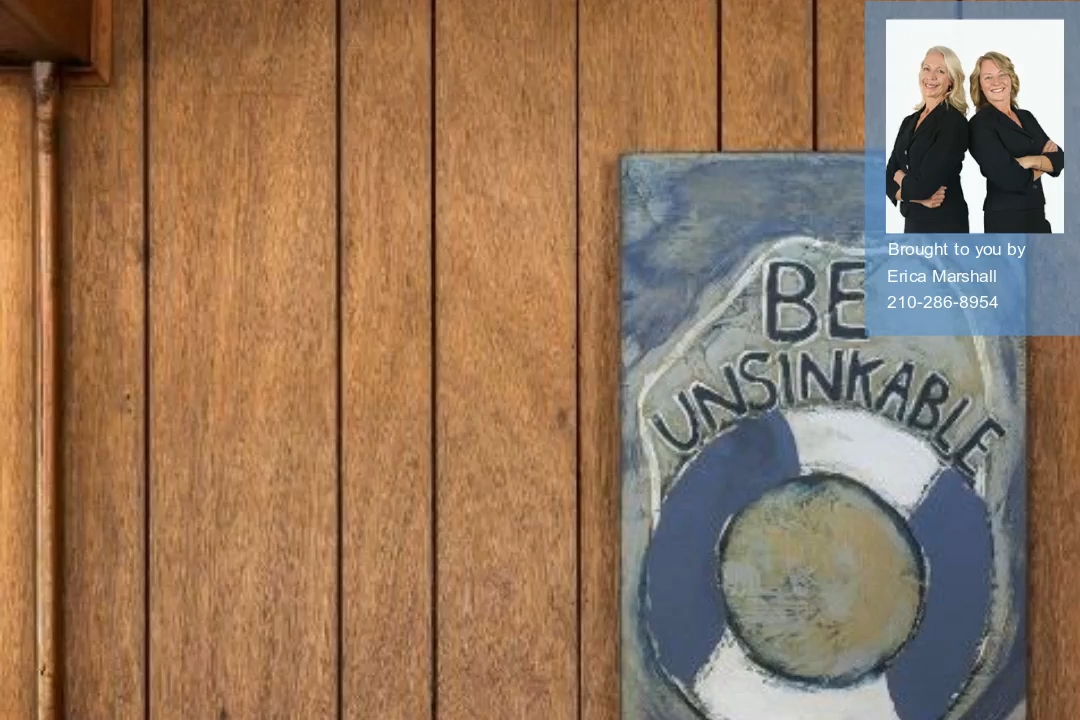 BE
UNSINKABLE
Brought to you by
Erica Marshall
210-286-8954